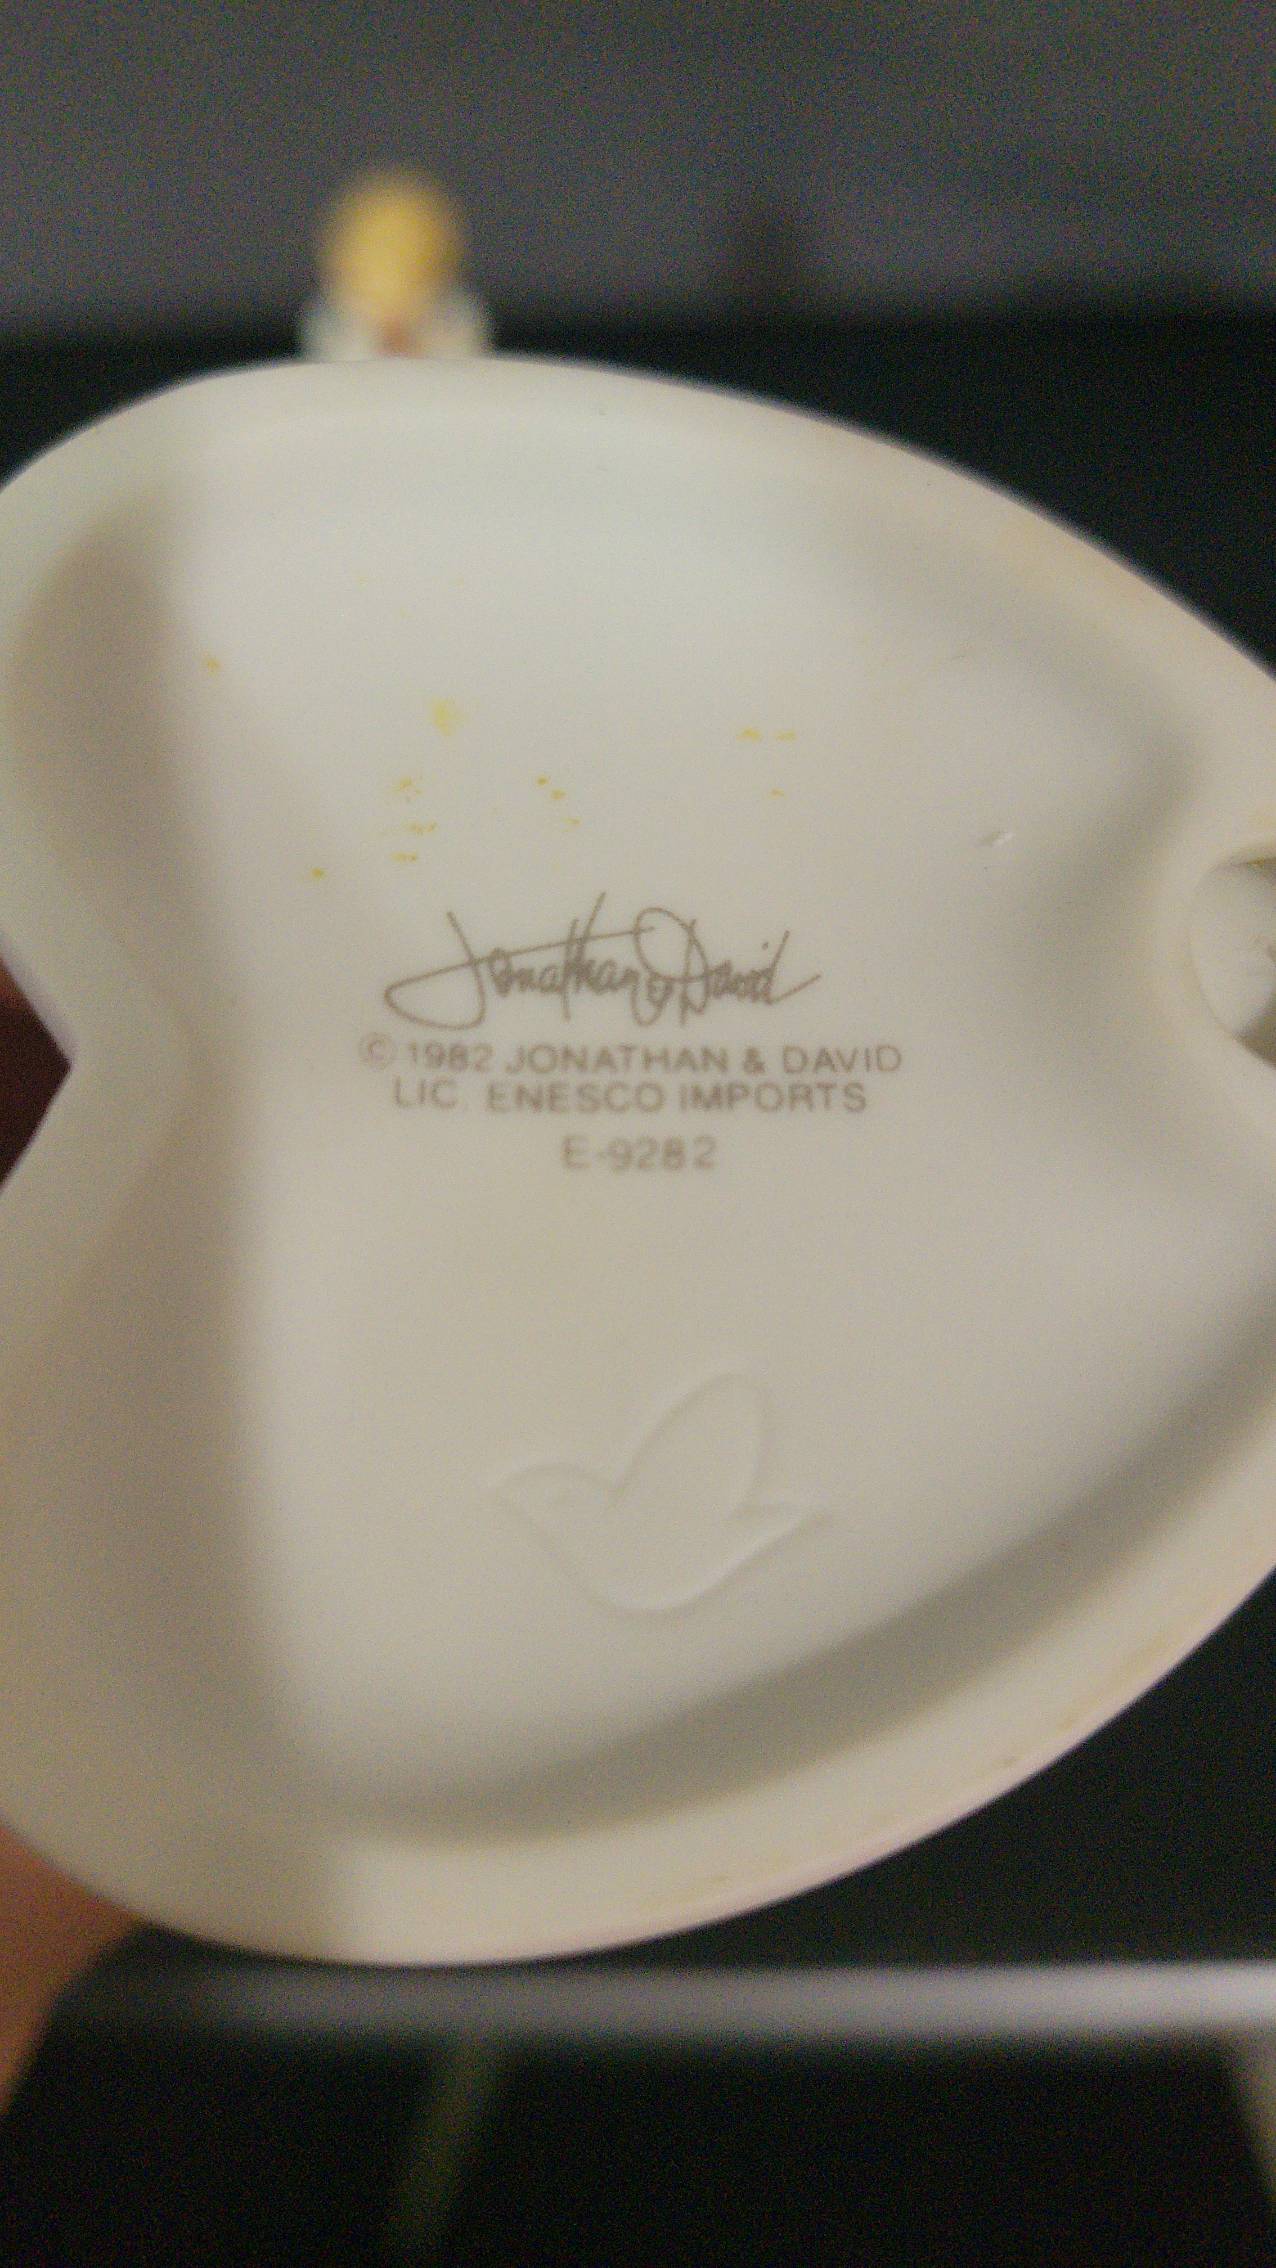 Jonathan & David
© 1982 JONATHAN & DAVID
LIC. ENESCO IMPORTS
E-9282